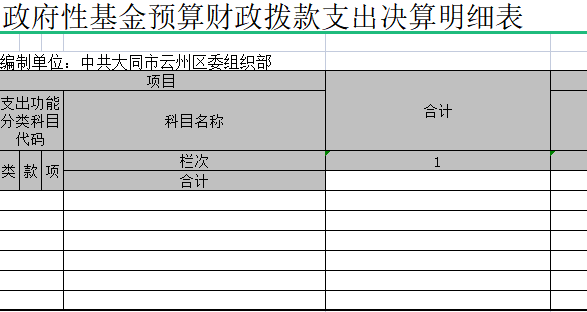 政府性基金预算财政拨款支出决算明细表
编制单位：中共大同市云州区委组织部
项目
合计
支出功能
分类科目
代码
科目名称
类 款 项
栏次 1
合计